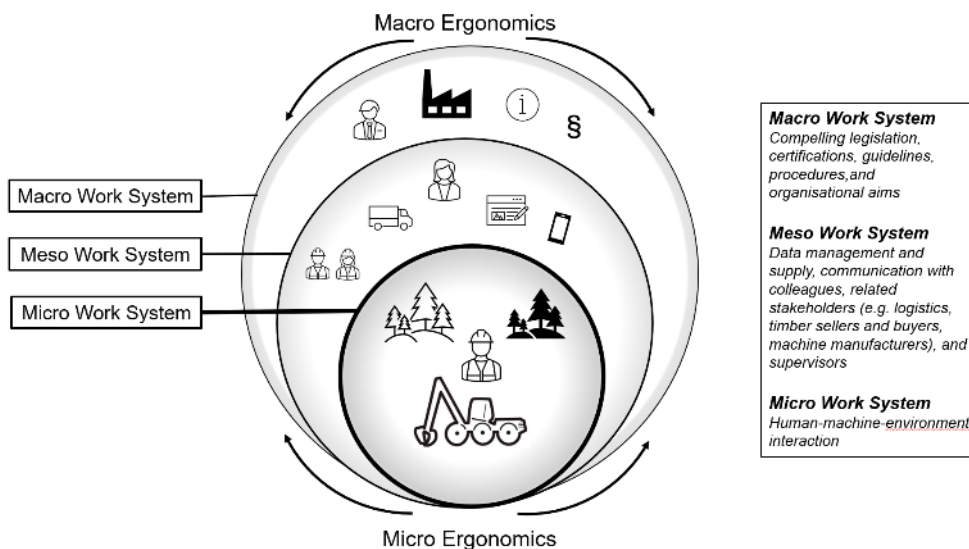 Macro Ergonomics
i
§
Macro Work System
Meso Work System
Micro Work System
Micro Ergonomics
Macro Work System
Compelling legislation,
certifications, guidelines,
procedures,and
organisational aims
Meso Work System
Data management and
supply, communication with
colleagues, related
stakeholders (e.g. logistics,
timber sellers and buyers,
machine manufacturers), and
supervisors
Micro Work System
Human-machine-environment
interaction